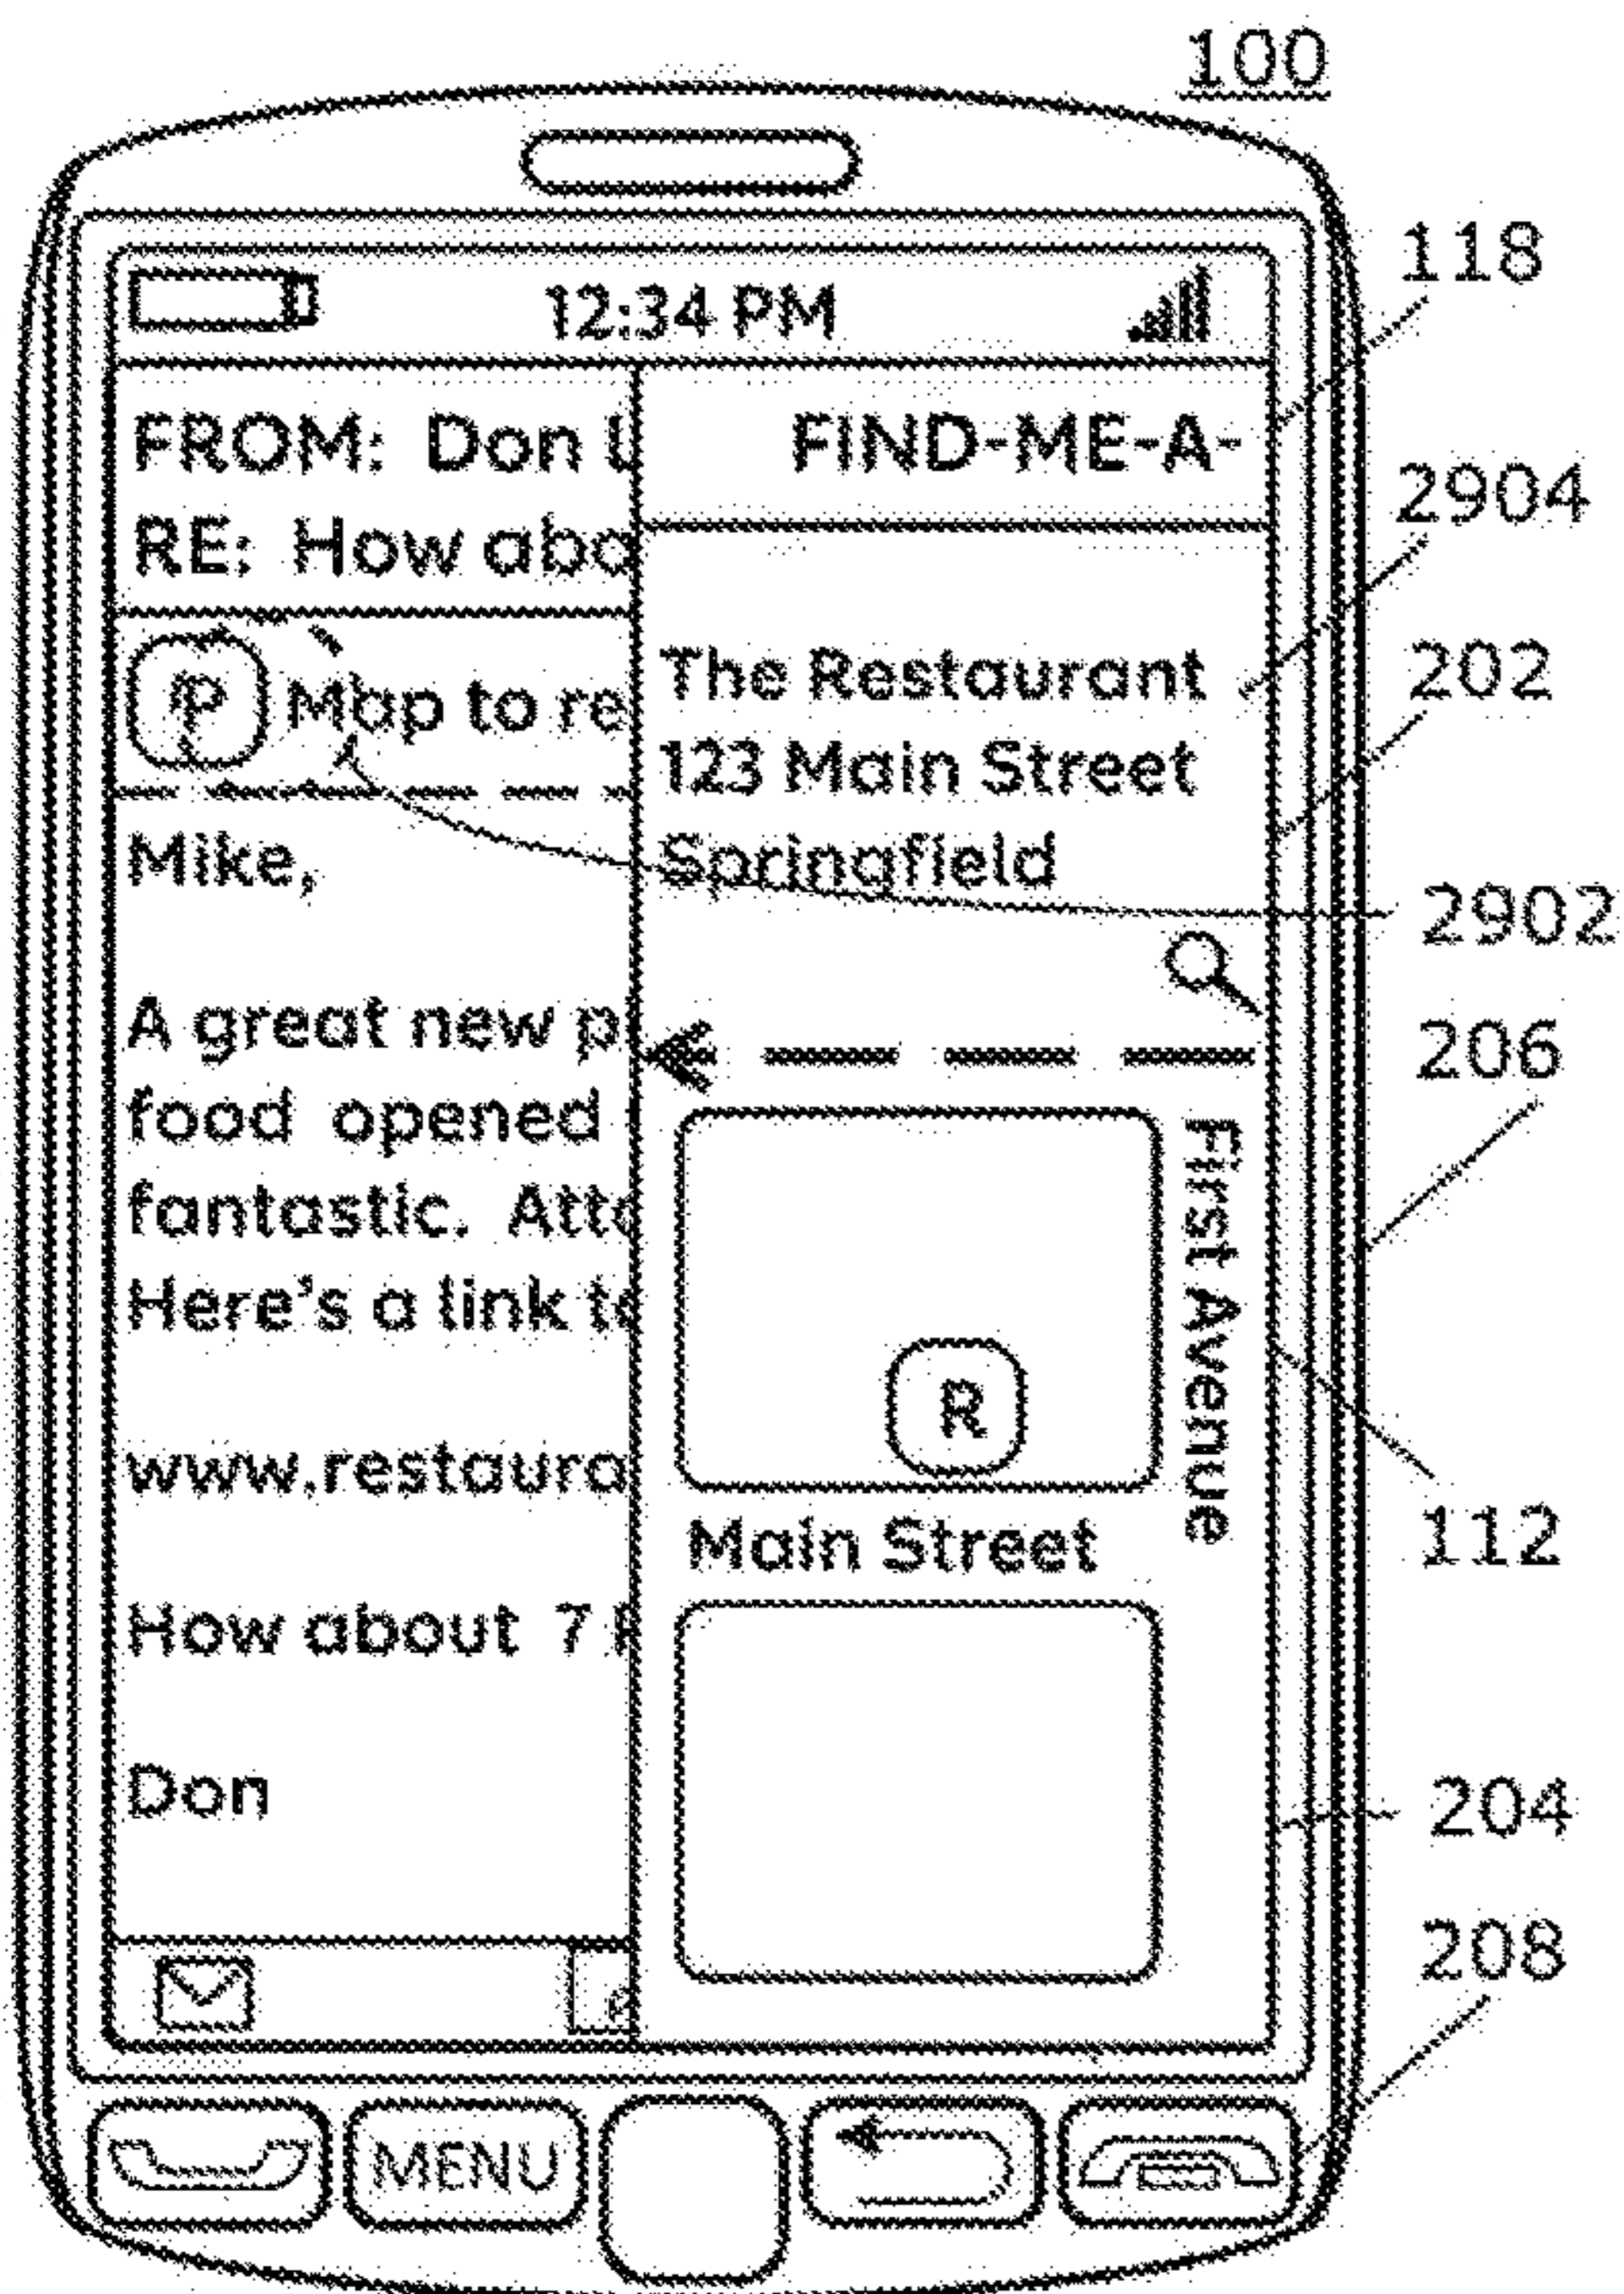 100
12:34 PM
118
FROM: Don
FIND-ME-A-
2904
RE: How abo
202
P Map to re
The Restaurant
123 Main Street
Mike,
Springfield
2902
A great new p
206
food opened
First Avenue
fantastic. Atta
Here's a link to
R
www.restaura
112
Main Street
How about 7 P
Don
204
208
MENU